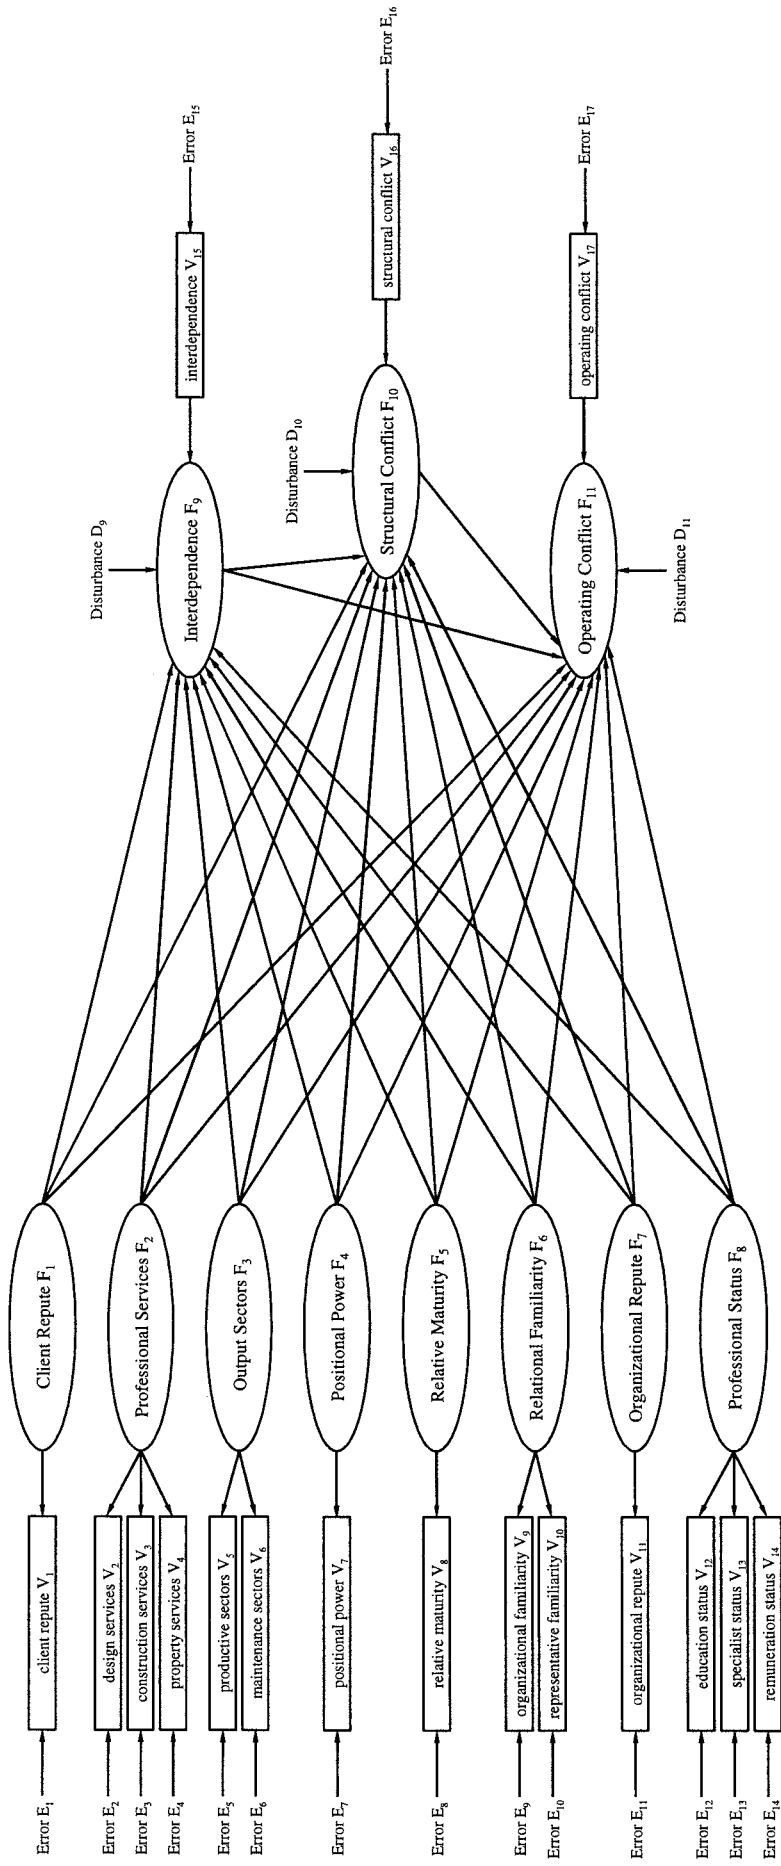 Error E₁
Error E₂
Error E₃
Error E₄
Error E₅
Error E₆
Error E₇
Error E₈
Error E₉
Error E₁₀
Error E₁₁
Error E₁₂
Error E₁₃
Error E₁₄
client repute V₁
design services V₂
construction services V₃
property services V₄
productive sectors V₅
maintenance sectors V₆
positional power V₇
relative maturity V₈
organizational familiarity V₉
representative familiarity V₁₀
organizational repute V₁₁
education status V₁₂
specialist status V₁₃
remuneration status V₁₄
Client Repute F₁
Professional Services F₂
Output Sectors F₃
Positional Power F₄
Relative Maturity F₅
Relational Familiarity F₆
Organizational Repute F₇
Professional Status F₈
Disturbance D₉
Interdependence F₉
interdependence V₁₅
Error E₁₅
Disturbance D₁₀
Structural Conflict F₁₀
structural conflict V₁₆
Error E₁₆
Operating Conflict F₁₁
Disturbance D₁₁
operating conflict V₁₇
Error E₁₇